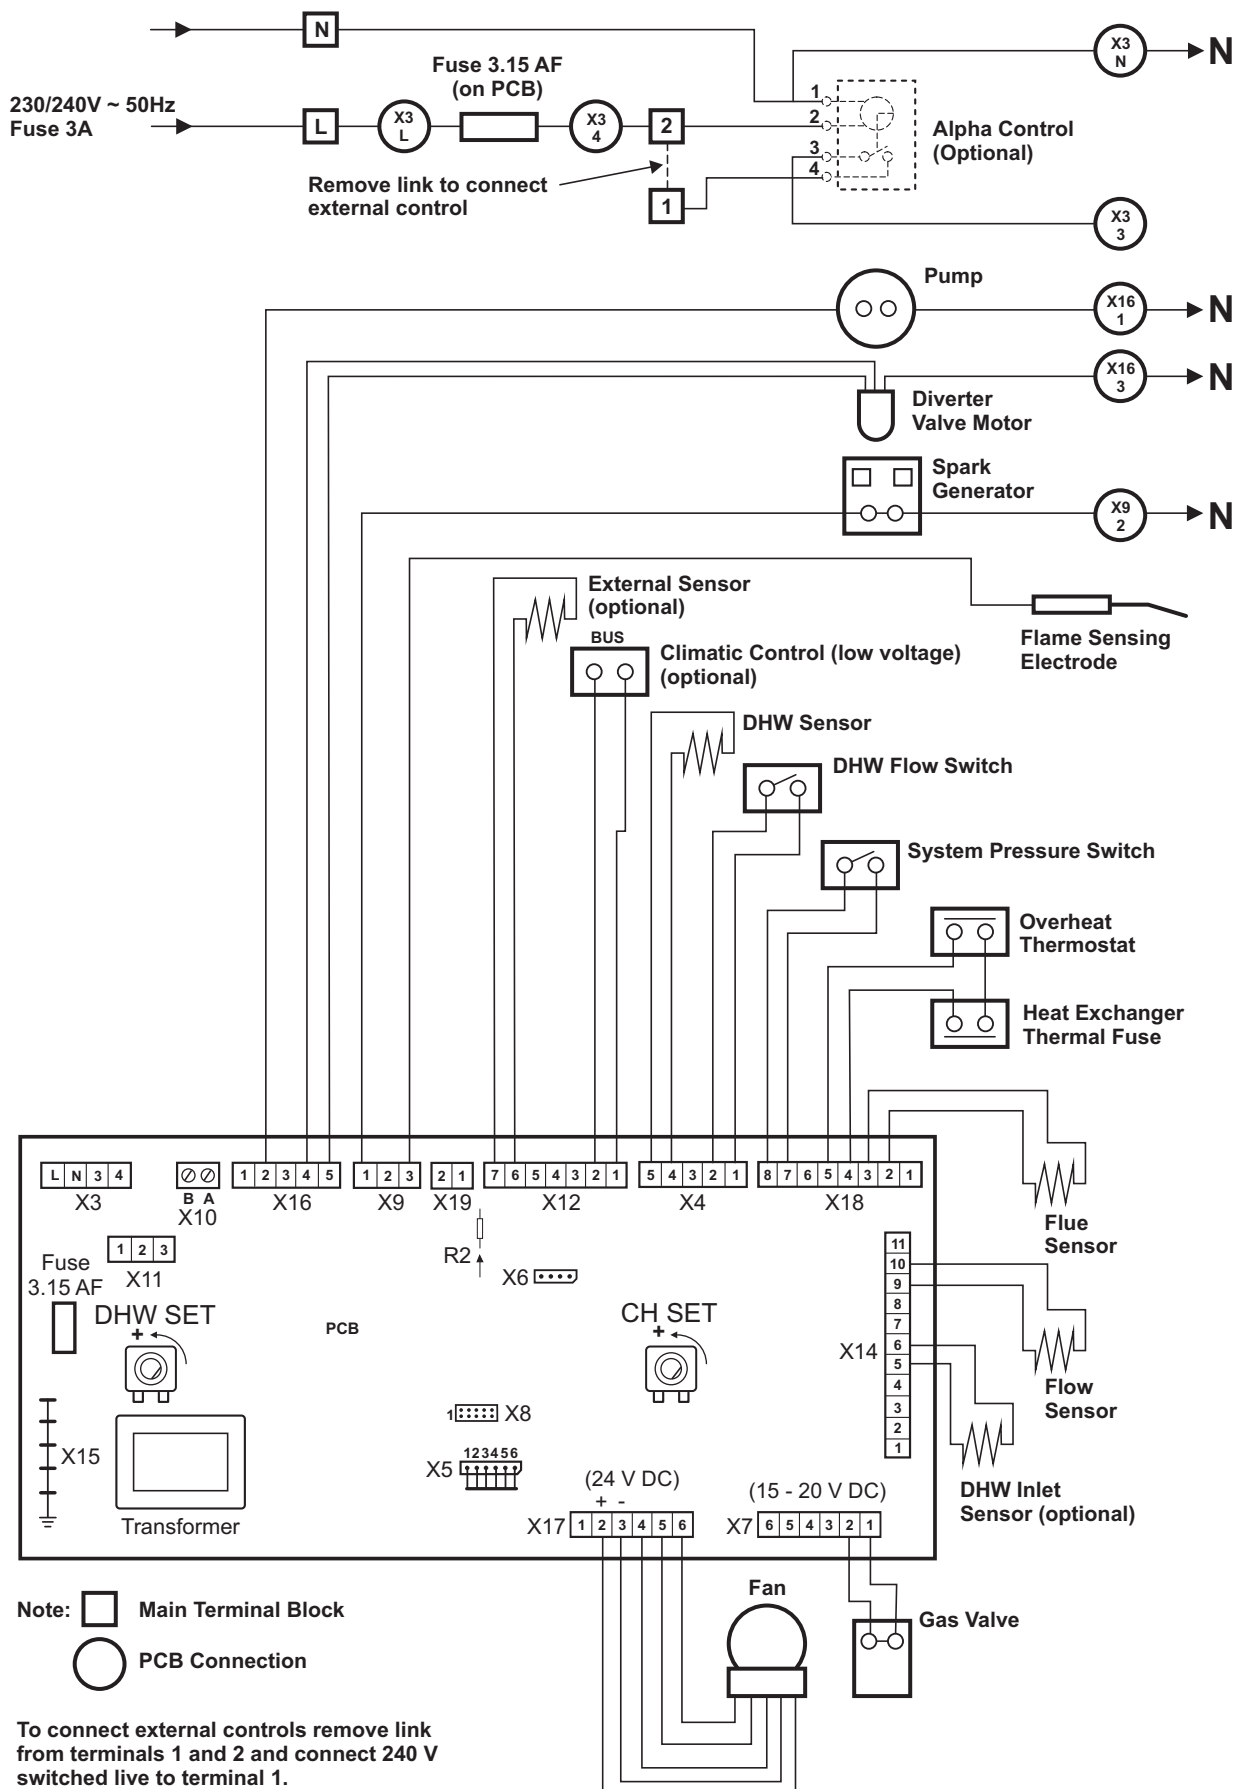 N
Fuse 3.15 AF
(on PCB)
X3
N
N
230/240V ~ 50Hz
Fuse 3A
L
X3
L
X3
4
2
1
2
3
4
Alpha Control
(Optional)
Remove link to connect
external control
1
X3
3
Pump
X16
1
N
X16
3
N
Diverter
Valve Motor
Spark
Generator
X9
2
N
External Sensor
(optional)
BUS
Climatic Control (low voltage)
(optional)
Flame Sensing
Electrode
DHW Sensor
DHW Flow Switch
System Pressure Switch
Overheat
Thermostat
Heat Exchanger
Thermal Fuse
L N 3 4
X3
B A
X10
1 2 3 4 5
X16
1 2 3
X9
2 1
X19
7 6 5 4 3 2 1
X12
5 4 3 2 1
X4
8 7 6 5 4 3 2 1
X18
Flue
Sensor
1 2 3
X11
Fuse
3.15 AF
R2
X6
DHW SET
+
PCB
CH SET
+
11
10
9
8
7
6
5
4
3
2
1
X14
Flow
Sensor
1
X8
X15
123456
X5
Transformer
(24 V DC)
+ -
X17
1 2 3 4 5 6
(15 - 20 V DC)
X7
6 5 4 3 2 1
DHW Inlet
Sensor (optional)
Note:
Main Terminal Block
PCB Connection
Fan
Gas Valve
To connect external controls remove link
from terminals 1 and 2 and connect 240 V
switched live to terminal 1.